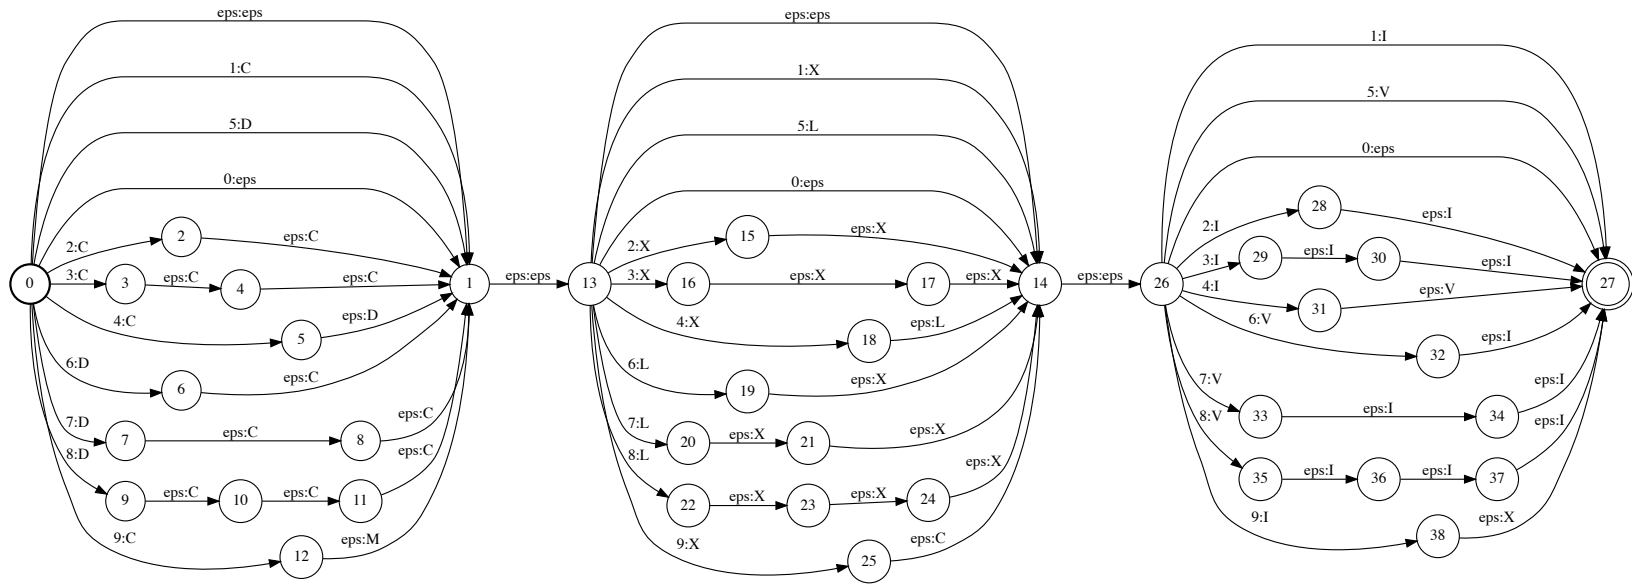 eps:eps
1:C
5:D
0:eps
2:C
2
eps:C
0
3:C
3
eps:C
4
eps:C
1
4:C
5
eps:D
6:D
6
eps:C
7:D
7
eps:C
8
eps:C
8:D
9
eps:C
10
eps:C
11
eps:C
9:C
12
eps:M
eps:eps
13
eps:eps
1:X
5:L
0:eps
2:X
15
eps:X
3:X
16
eps:X
17
eps:X
14
4:X
18
eps:L
6:L
19
eps:X
7:L
20
eps:X
21
eps:X
8:L
22
eps:X
23
eps:X
24
eps:X
9:X
25
eps:C
eps:eps
26
1:I
5:V
0:eps
2:I
28
eps:I
3:I
29
eps:I
30
eps:I
27
4:I
31
eps:V
6:V
32
eps:I
7:V
33
eps:I
34
eps:I
8:V
35
eps:I
36
eps:I
37
eps:I
9:I
38
eps:X